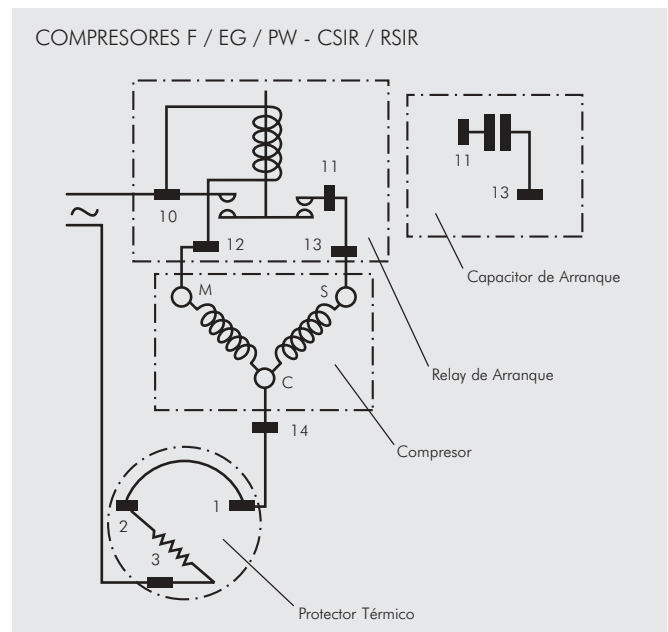 COMPRESORES F / EG / PW - CSIR / RSIR
11
10
12
13
11
13
Capacitor de Arranque
M
S
Relay de Arranque
C
14
Compresor
2
1
3
Protector Térmico